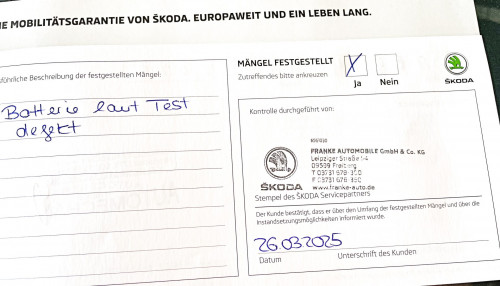 IE MOBILITÄTSGARANTIE VON ŠKODA. EUROPAWEIT UND EIN LEBEN LANG.
MÄNGEL FESTGESTELLT
Zutreffendes bitte ankreuzen
X
Ja
Nein
ŠKODA
führliche Beschreibung der festgestellten Mängel:
Batterie laut Test
defekt
Kontrolle durchgeführt von:
FRANKE AUTOMOBILE GmbH & Co. KG
Leipziger Straße
09599 Freiberg
www.franke-auto.de
ŠKODA
Stempel des ŠKODA Servicepartners
Der Kunde bestätigt, dass er über den Umfang der festgestellten Mängel und über die
Instandsetzungsmöglichkeiten informiert wurde.
26.03.2025
Datum
Unterschrift des Kunden